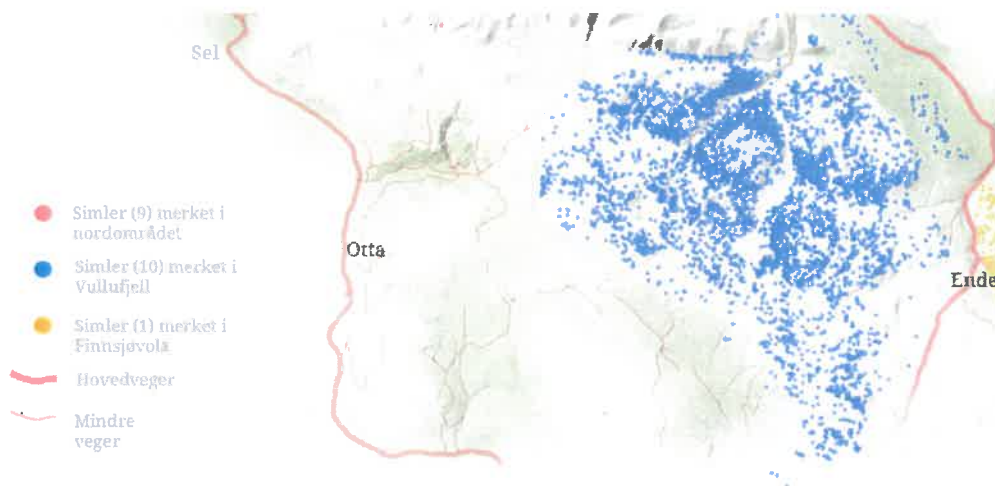 Sel
Otta
Ende
Simler (9) merket i
nordområdet
Simler (10) merket i
Vullufjell
Simler (1) merket i
Finnsjøvola
Hovedveger
Mindre
veger